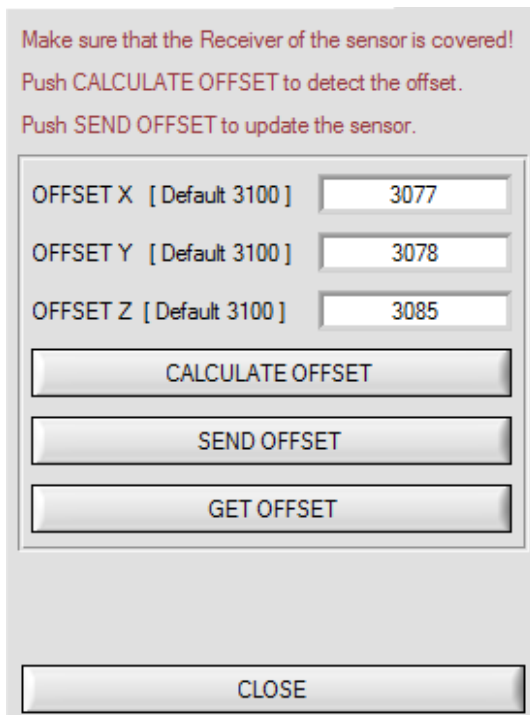 Make sure that the Receiver of the sensor is covered!
Push CALCULATE OFFSET to detect the offset.
Push SEND OFFSET to update the sensor.
OFFSET X [ Default 3100 ] 3077
OFFSET Y [ Default 3100 ] 3078
OFFSET Z [ Default 3100 ] 3085
CALCULATE OFFSET
SEND OFFSET
GET OFFSET
CLOSE